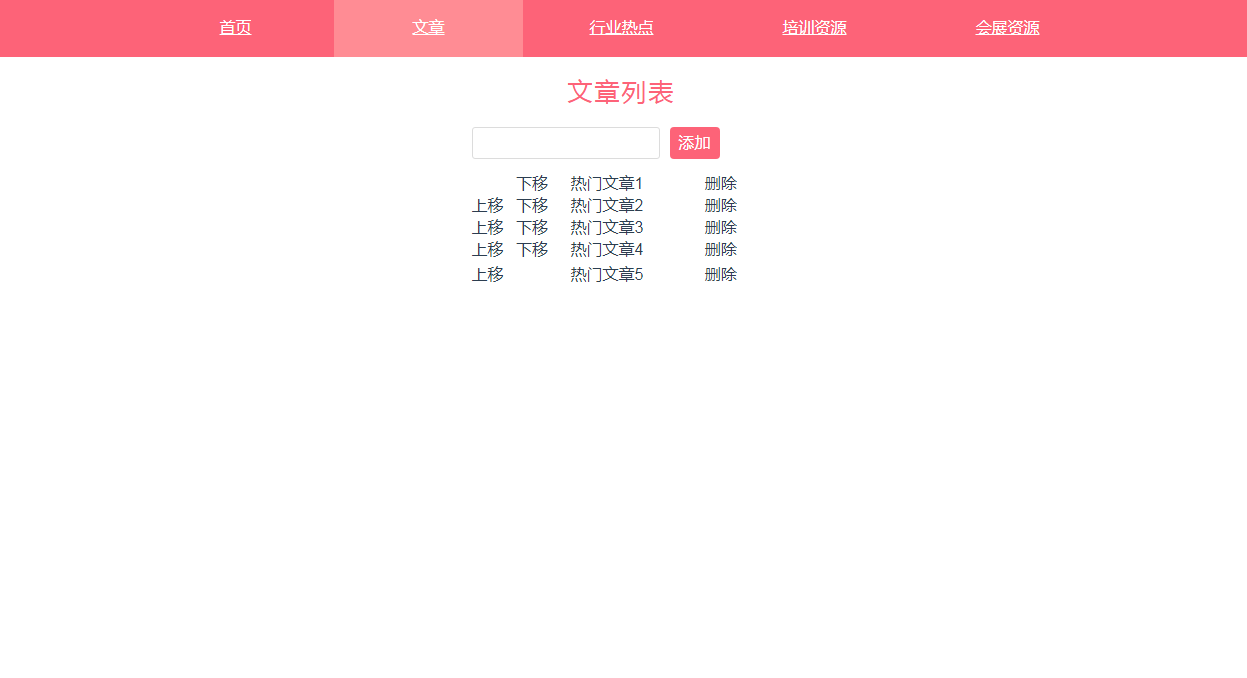 首页 文章 行业热点 培训资源 会展资源
文章列表
添加
下移 热门文章1 删除
上移 下移 热门文章2 删除
上移 下移 热门文章3 删除
上移 下移 热门文章4 删除
上移 热门文章5 删除